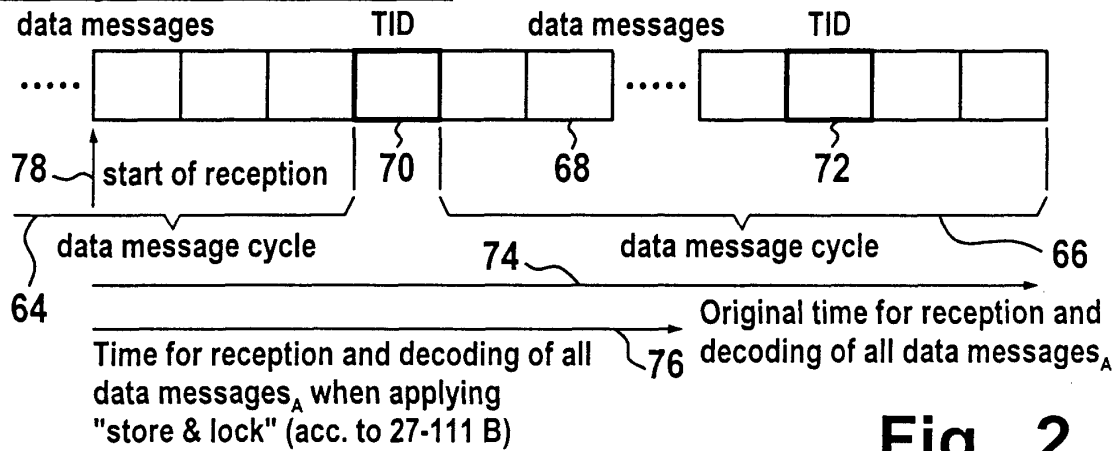 data messages TID data messages TID
..... .....
78 start of reception 70 68 72
data message cycle data message cycle
64 74 66
Original time for reception and
decoding of all data messages_A
Time for reception and decoding of all 76
data messages_A when applying
"store & lock" (acc. to 27-111 B)
Fig. 2